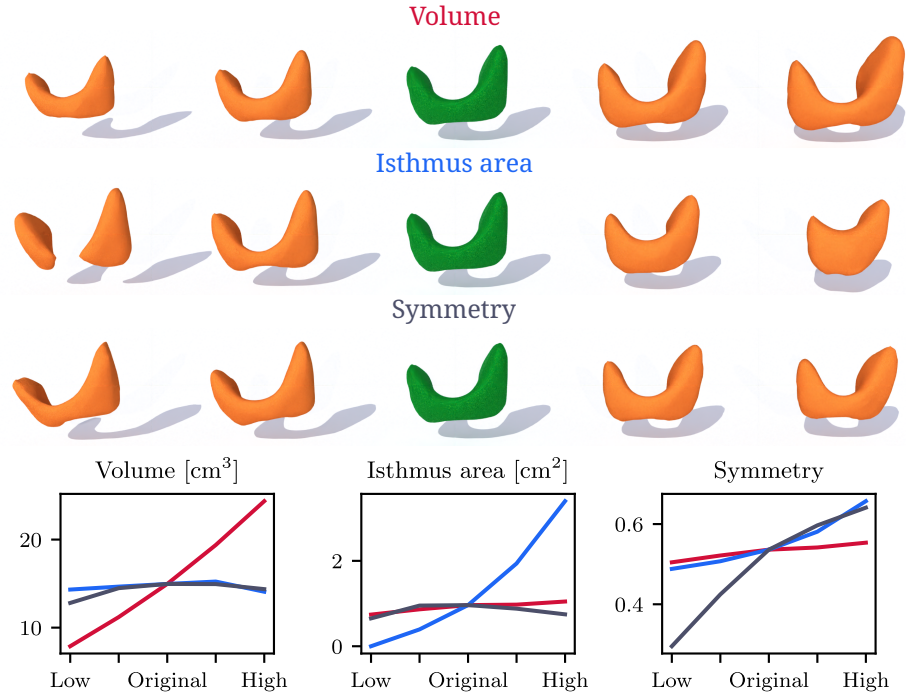 Volume
Isthmus area
Symmetry
Volume [cm³] Isthmus area [cm²] Symmetry
20
10
Low Original High
2
0
Low Original High
0.6
0.4
Low Original High